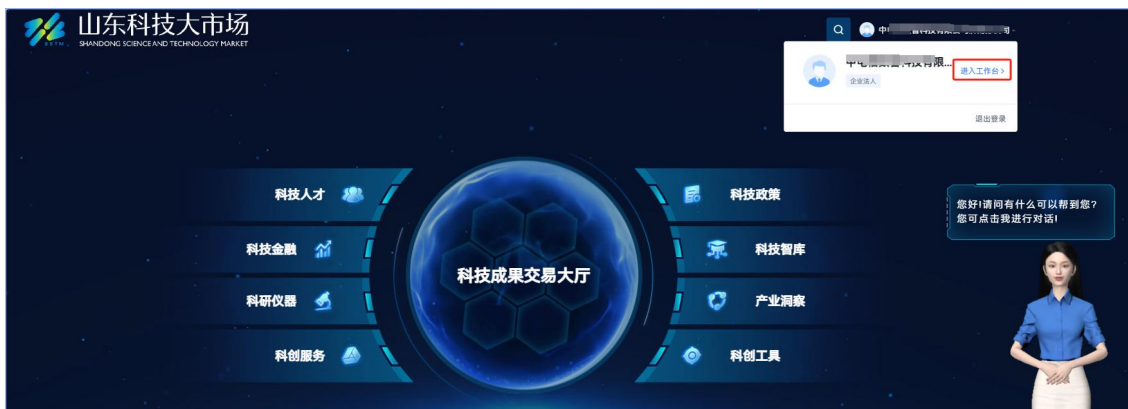 山东科技大市场
SHANDONG SCIENCE AND TECHNOLOGY MARKET
SSTM
进入工作台>
企业法人
退出登录
科技人才
科技政策
您好!请问有什么可以帮到您?
您可点击我进行对话!
科技金融
科技智库
科技成果交易大厅
科研仪器
产业洞察
科创服务
科创工具